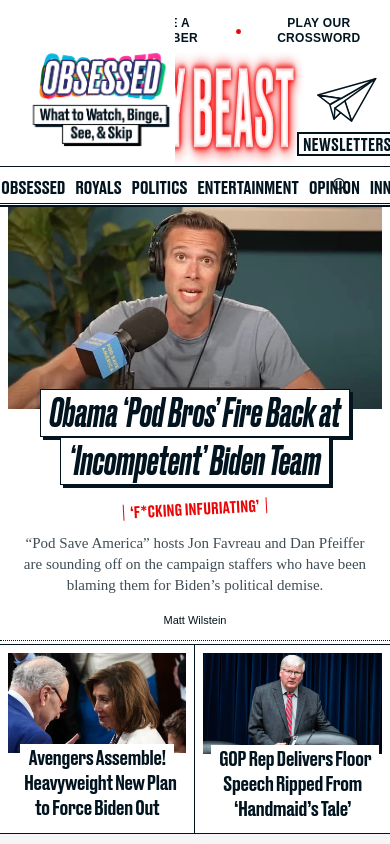 E A
BER
PLAY OUR
CROSSWORD
OBSESSED
What to Watch, Binge,
See, & Skip
Y BEAST
NEWSLETTERS
OBSESSED ROYALS POLITICS ENTERTAINMENT OPINION INN
Obama ‘Pod Bros’ Fire Back at
‘Incompetent’ Biden Team
‘F*CKING INFURIATING’
“Pod Save America” hosts Jon Favreau and Dan Pfeiffer
are sounding off on the campaign staffers who have been
blaming them for Biden’s political demise.
Matt Wilstein
Avengers Assemble!
Heavyweight New Plan
to Force Biden Out
GOP Rep Delivers Floor
Speech Ripped From
‘Handmaid’s Tale’